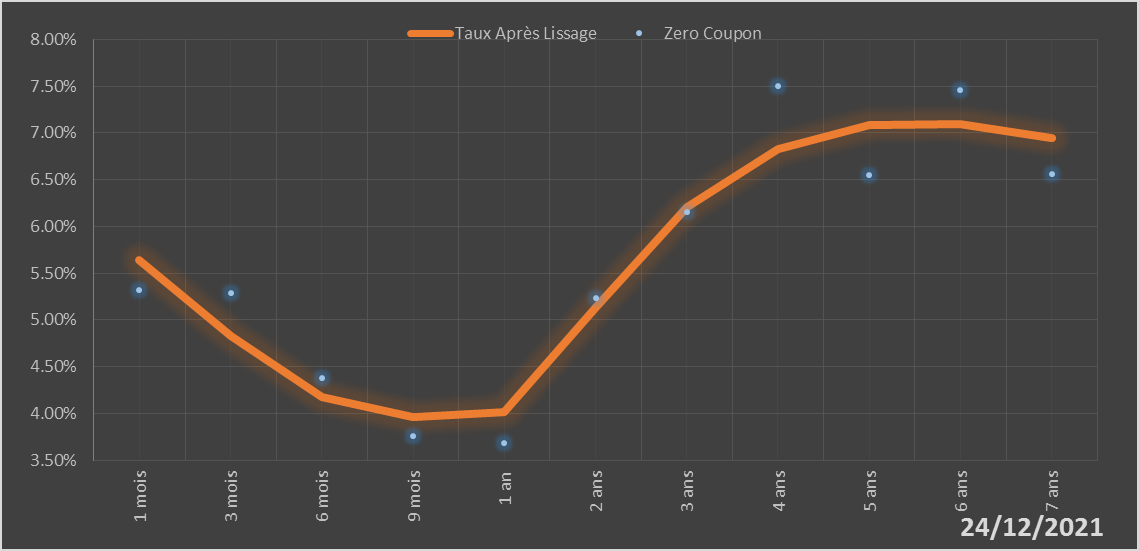 Taux Après Lissage
Zero Coupon
8.00%
7.50%
7.00%
6.50%
6.00%
5.50%
5.00%
4.50%
4.00%
3.50%
1 mois
3 mois
6 mois
9 mois
1 an
2 ans
3 ans
4 ans
5 ans
6 ans
7 ans
24/12/2021